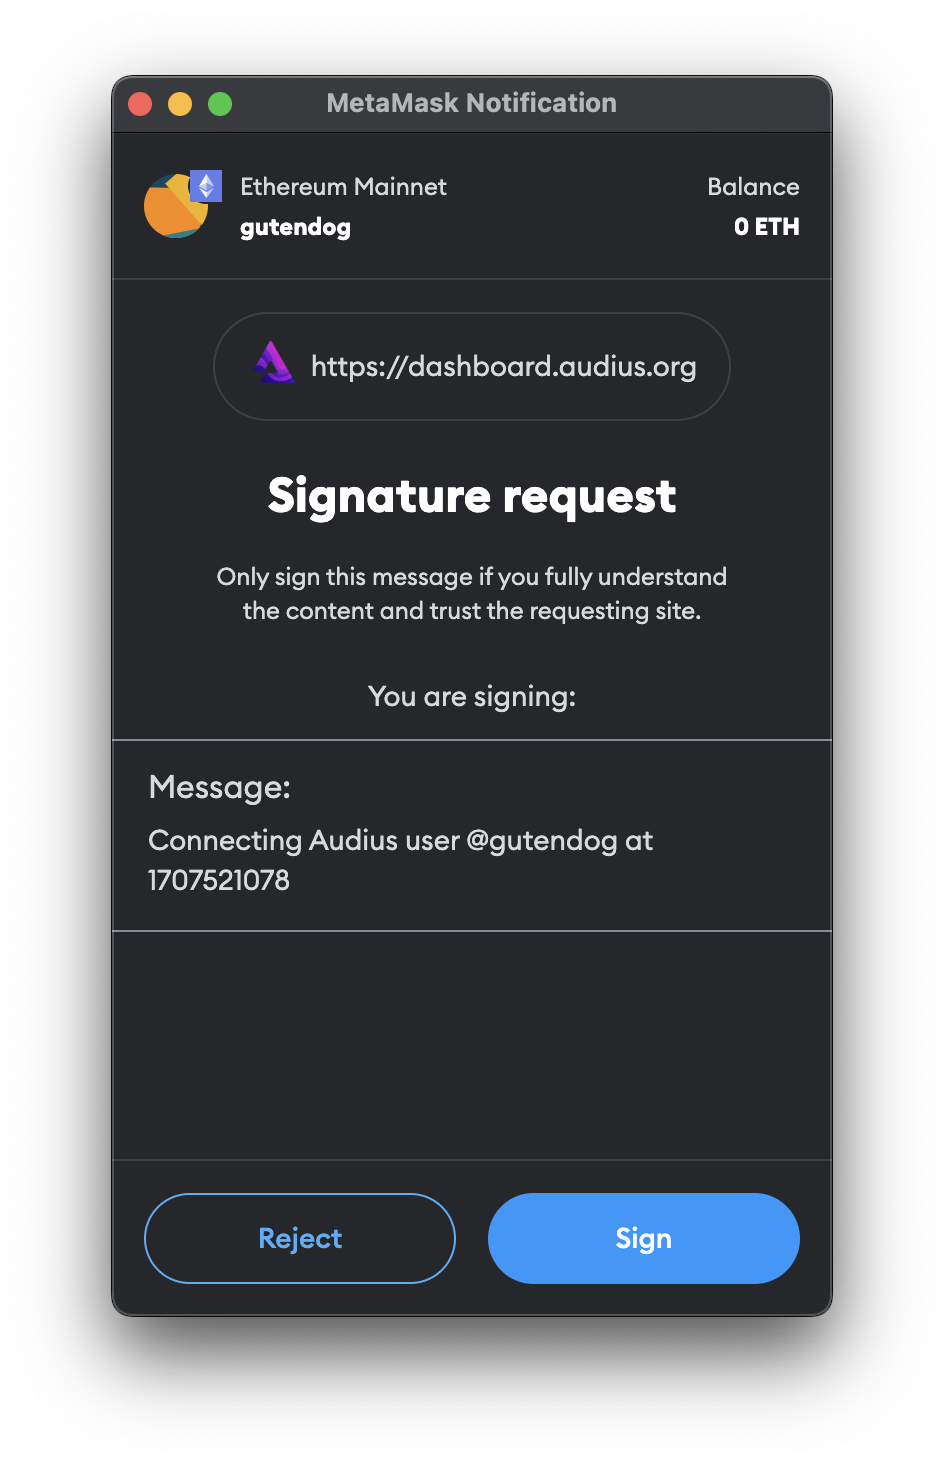 MetaMask Notification
Ethereum Mainnet
Balance
gutendog
0 ETH
https://dashboard.audius.org
Signature request
Only sign this message if you fully understand
the content and trust the requesting site.
You are signing:
Message:
Connecting Audius user @gutendog at
1707521078
Reject
Sign